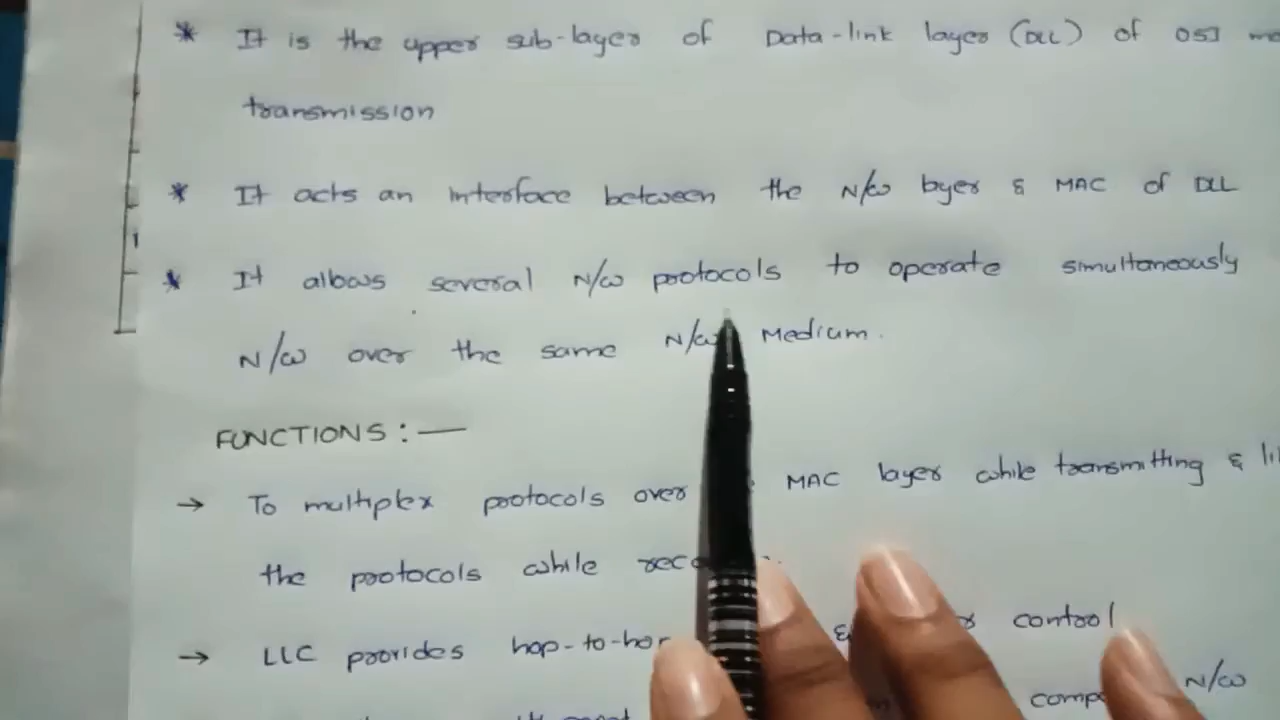 * It is the upper sub-layer of Data-link layer (DLL) of OSI
transmission
* It acts an interface between the N/W layer & MAC of DLL
* It allows several N/W protocols to operate simultaneously
N/W over the same N/W Medium.
FUNCTIONS : —
→ To multiplex protocols over MAC layer while transmitting &
the protocols while
→ LLC provides hop-to-hop control
N/W